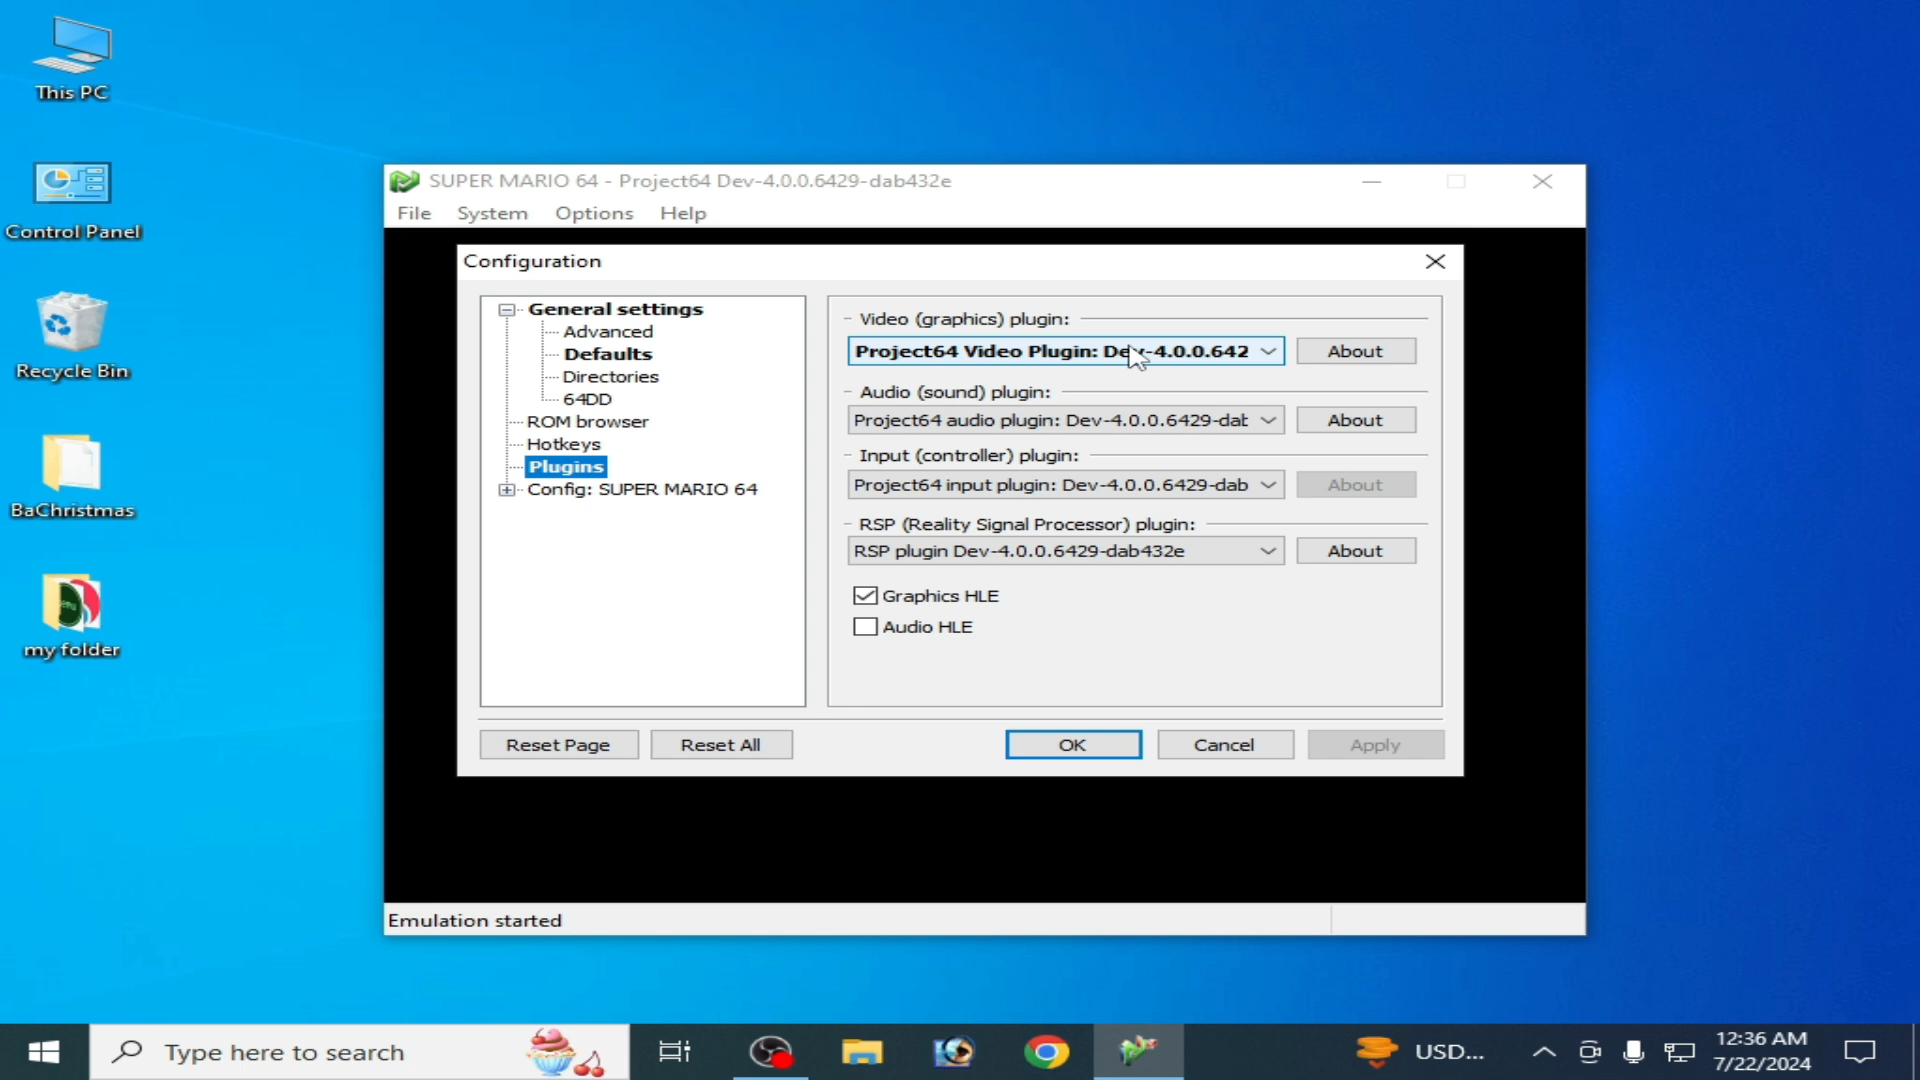 This PC
Control Panel
Recycle Bin
BaChristmas
my folder
SUPER MARIO 64 - Project64 Dev-4.0.0.6429-dab432e
File System Options Help
Configuration
General settings
Advanced
Defaults
Directories
64DD
ROM browser
Hotkeys
Plugins
Config: SUPER MARIO 64
Video (graphics) plugin:
Project64 Video Plugin: Dev-4.0.0.642
About
Audio (sound) plugin:
Project64 audio plugin: Dev-4.0.0.6429-dab
About
Input (controller) plugin:
Project64 input plugin: Dev-4.0.0.6429-dab
About
RSP (Reality Signal Processor) plugin:
RSP plugin Dev-4.0.0.6429-dab432e
About
Graphics HLE
Audio HLE
Reset Page
Reset All
OK
Cancel
Apply
Emulation started
Type here to search
USD...
12:36 AM
7/22/2024